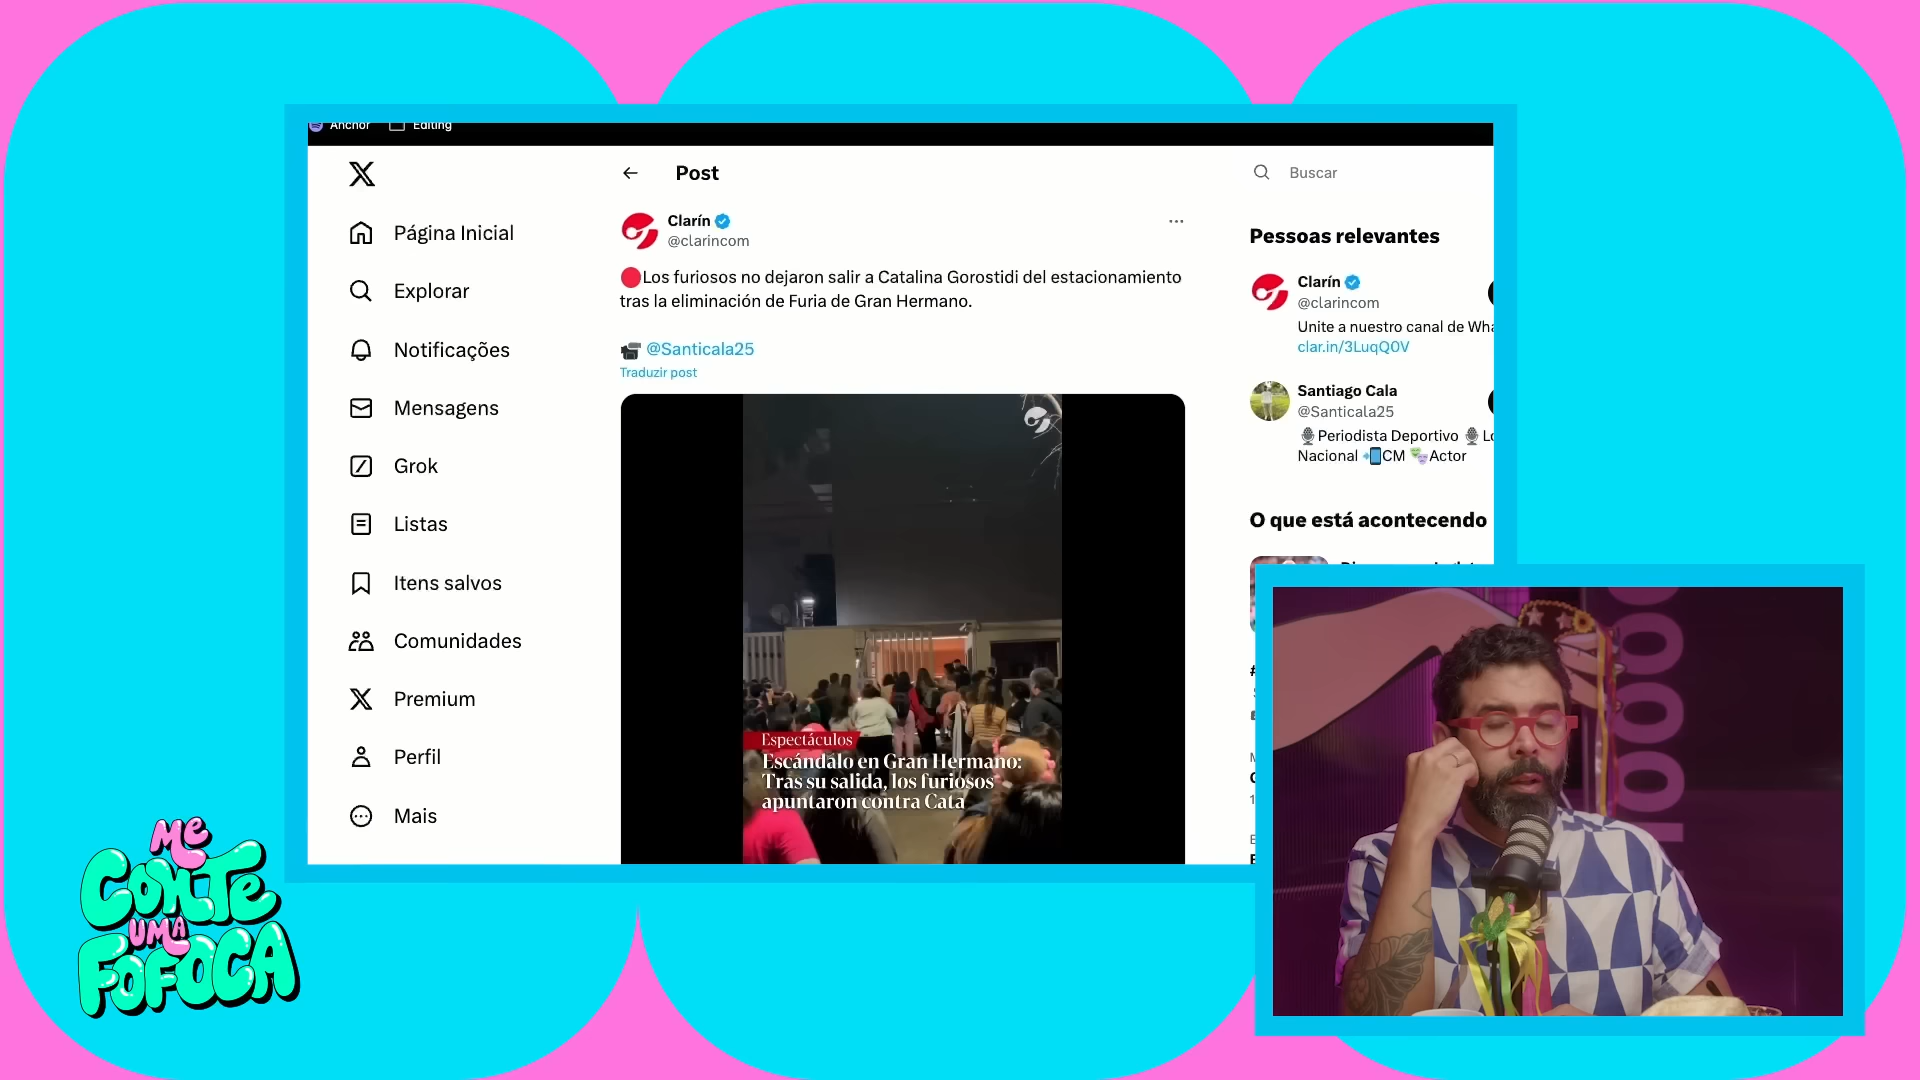 Anchor
Editing
Post
Buscar
Página Inicial
Explorar
Notificações
Mensagens
Grok
Listas
Itens salvos
Comunidades
Premium
Perfil
Mais
Clarín
@clarincom
Los furiosos no dejaron salir a Catalina Gorostidi del estacionamiento
tras la eliminación de Furia de Gran Hermano.
@Santicala25
Traduzir post
Espectáculos
Escándalo en Gran Hermano:
Tras su salida, los furiosos
apuntaron contra Cata
Pessoas relevantes
Clarín
@clarincom
Unite a nuestro canal de
clar.in/3LuqQ0V
Santiago Cala
@Santicala25
Periodista Deportivo
Nacional CM Actor
O que está acontecendo
ME
CONTE
UMA
FOFOCA